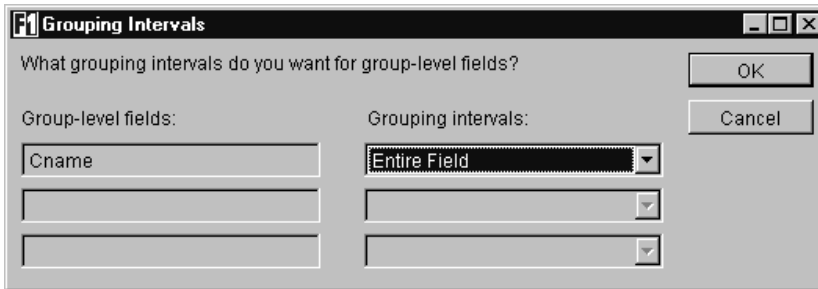 F1 Grouping Intervals
What grouping intervals do you want for group-level fields?
OK
Group-level fields: Grouping intervals: Cancel
Cname Entire Field